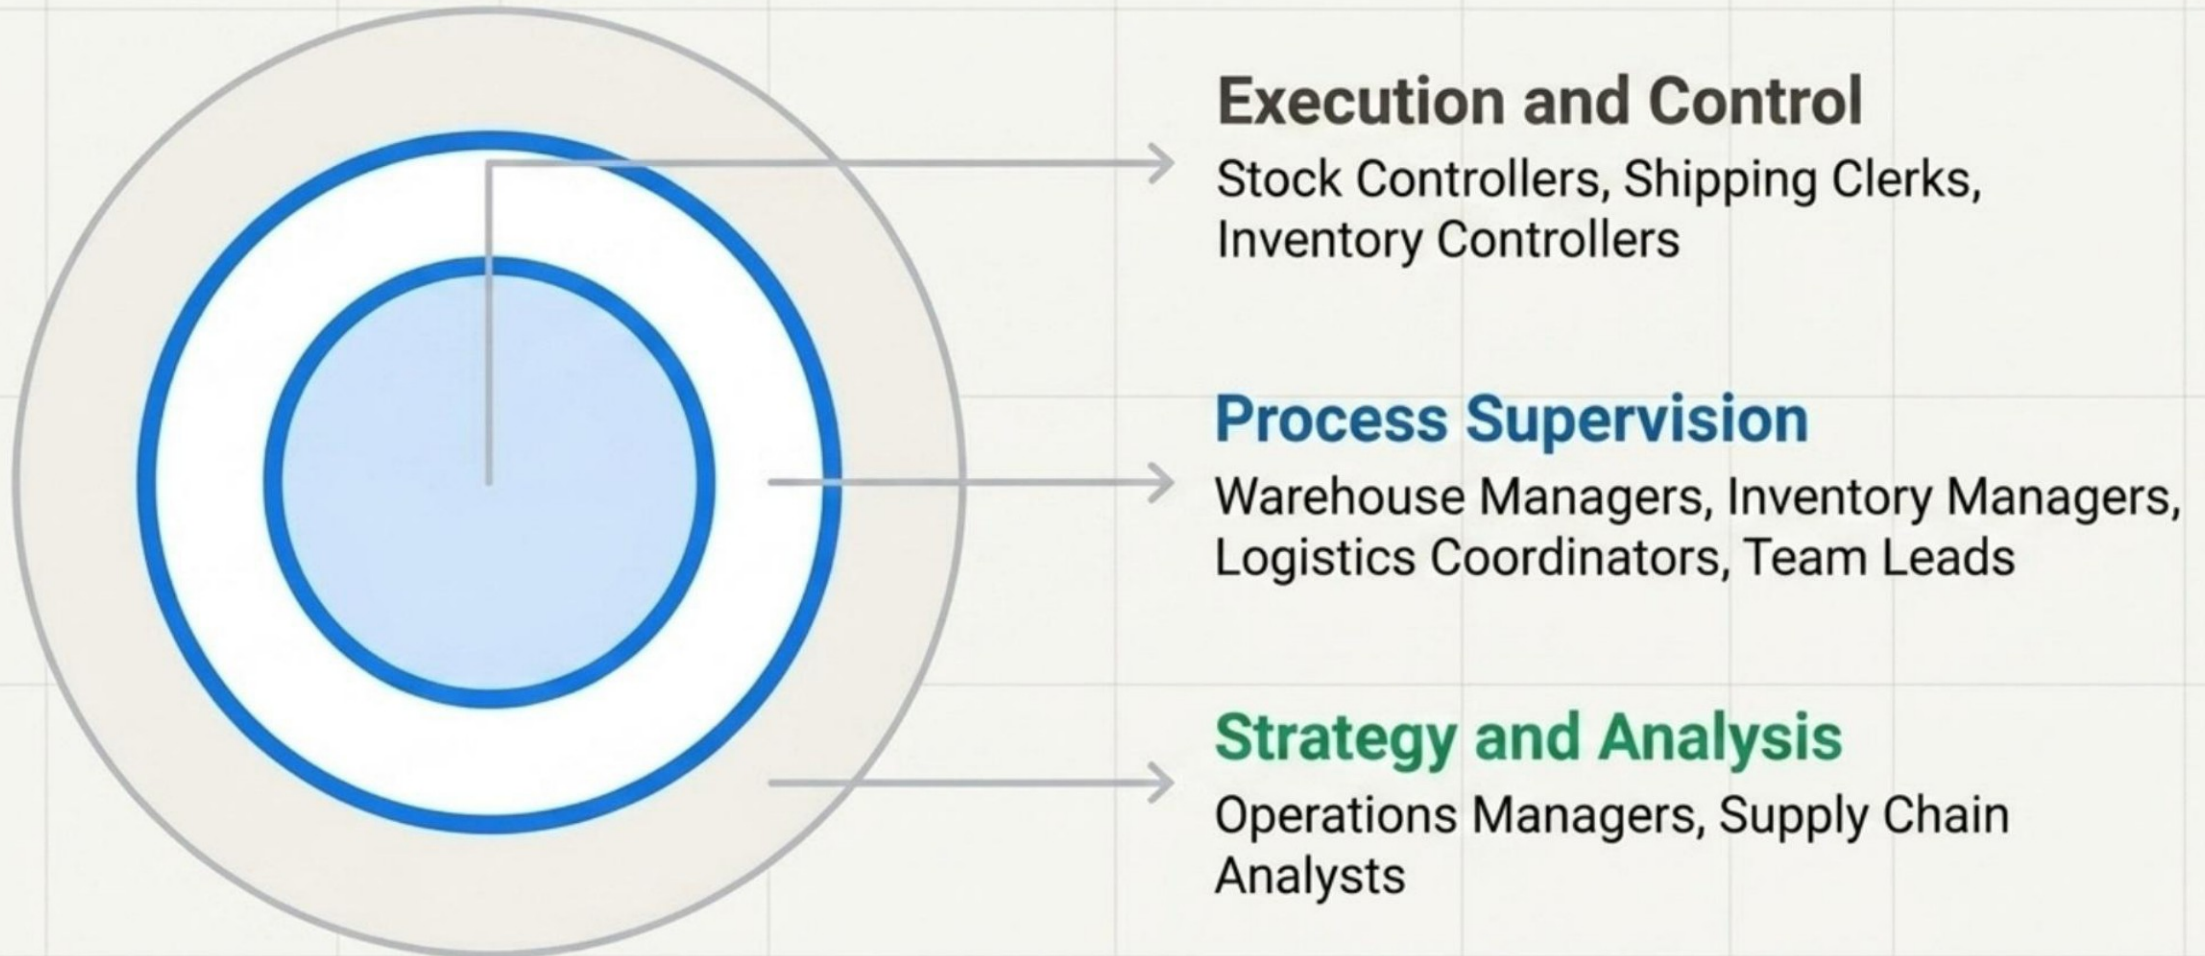 Execution and Control
Stock Controllers, Shipping Clerks,
Inventory Controllers
Process Supervision
Warehouse Managers, Inventory Managers,
Logistics Coordinators, Team Leads
Strategy and Analysis
Operations Managers, Supply Chain
Analysts